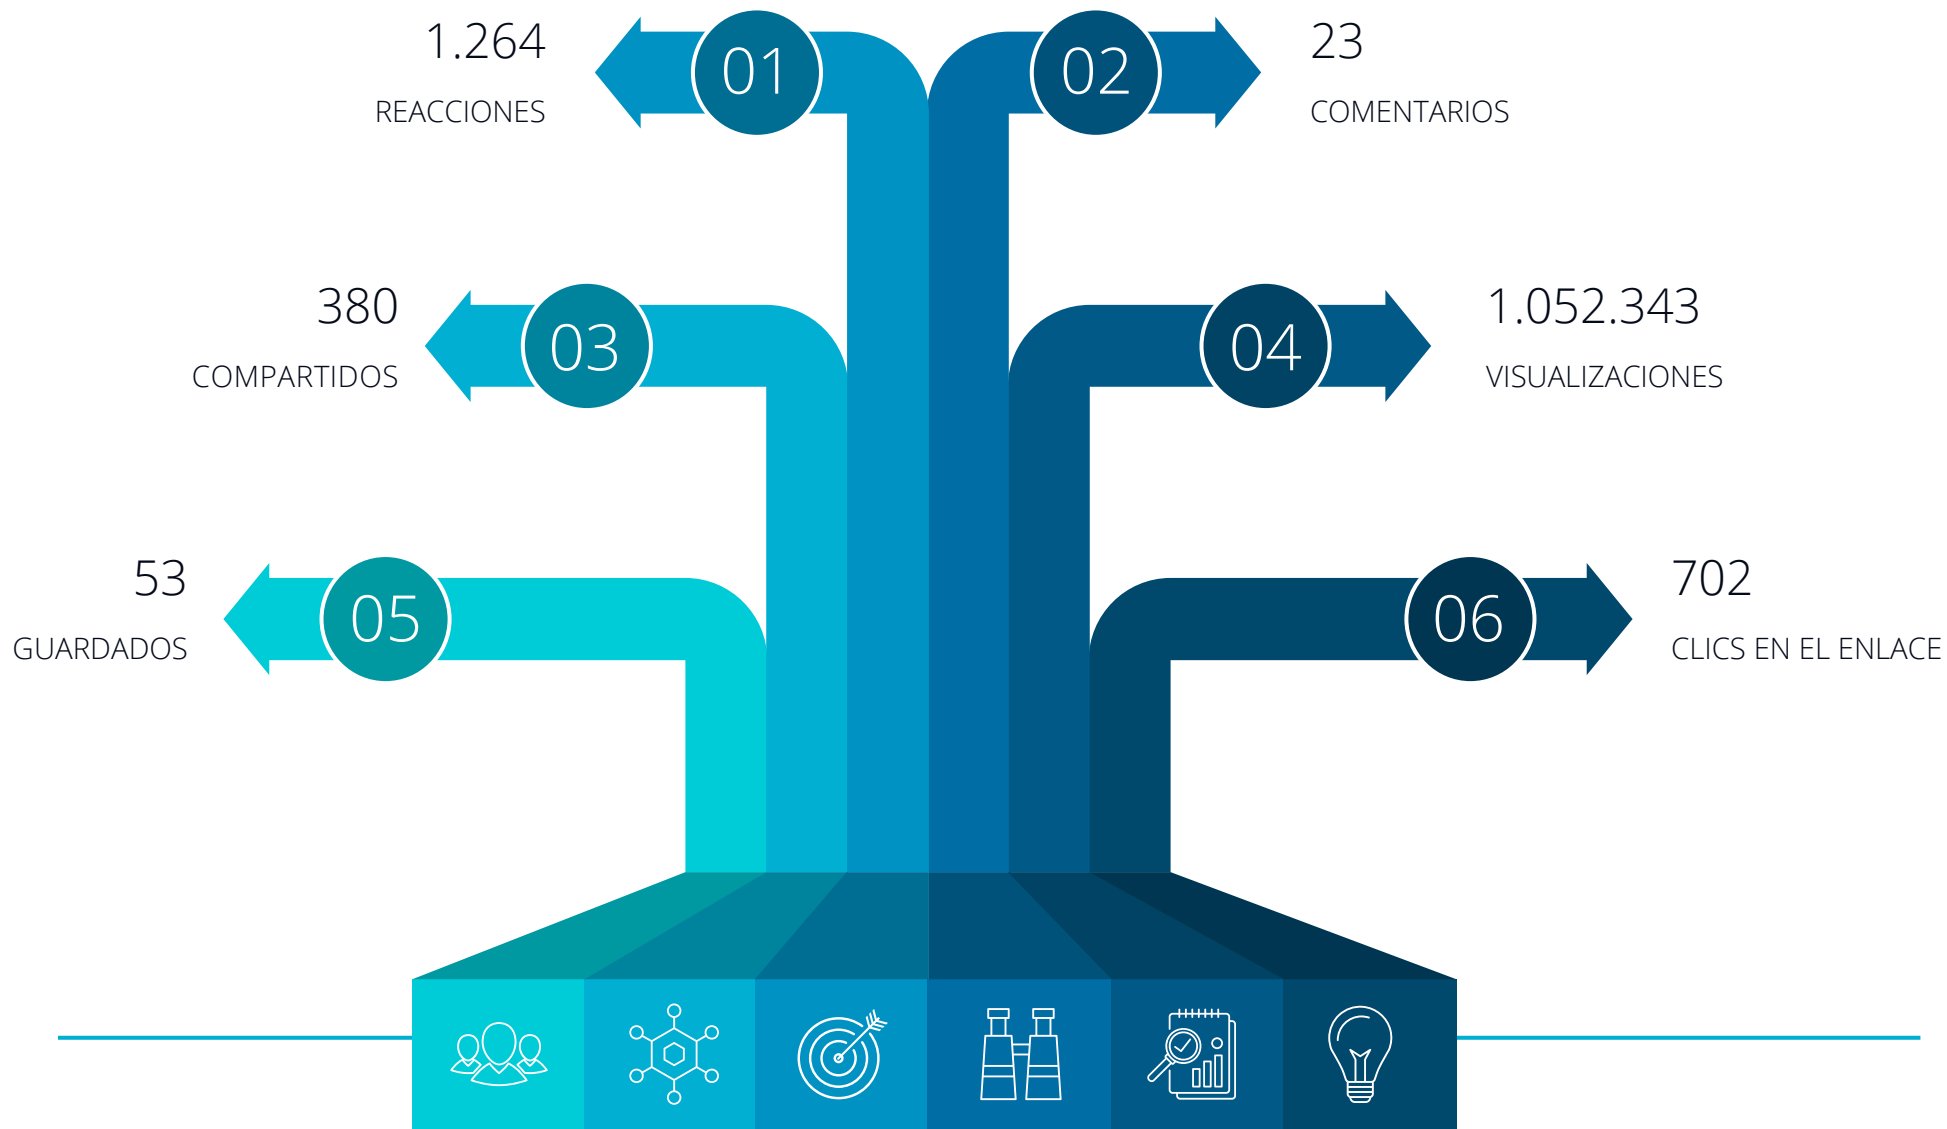 1.264
REACCIONES
01
02
23
COMENTARIOS
380
COMPARTIDOS
03
04
1.052.343
VISUALIZACIONES
53
GUARDADOS
05
06
702
CLICS EN EL ENLACE